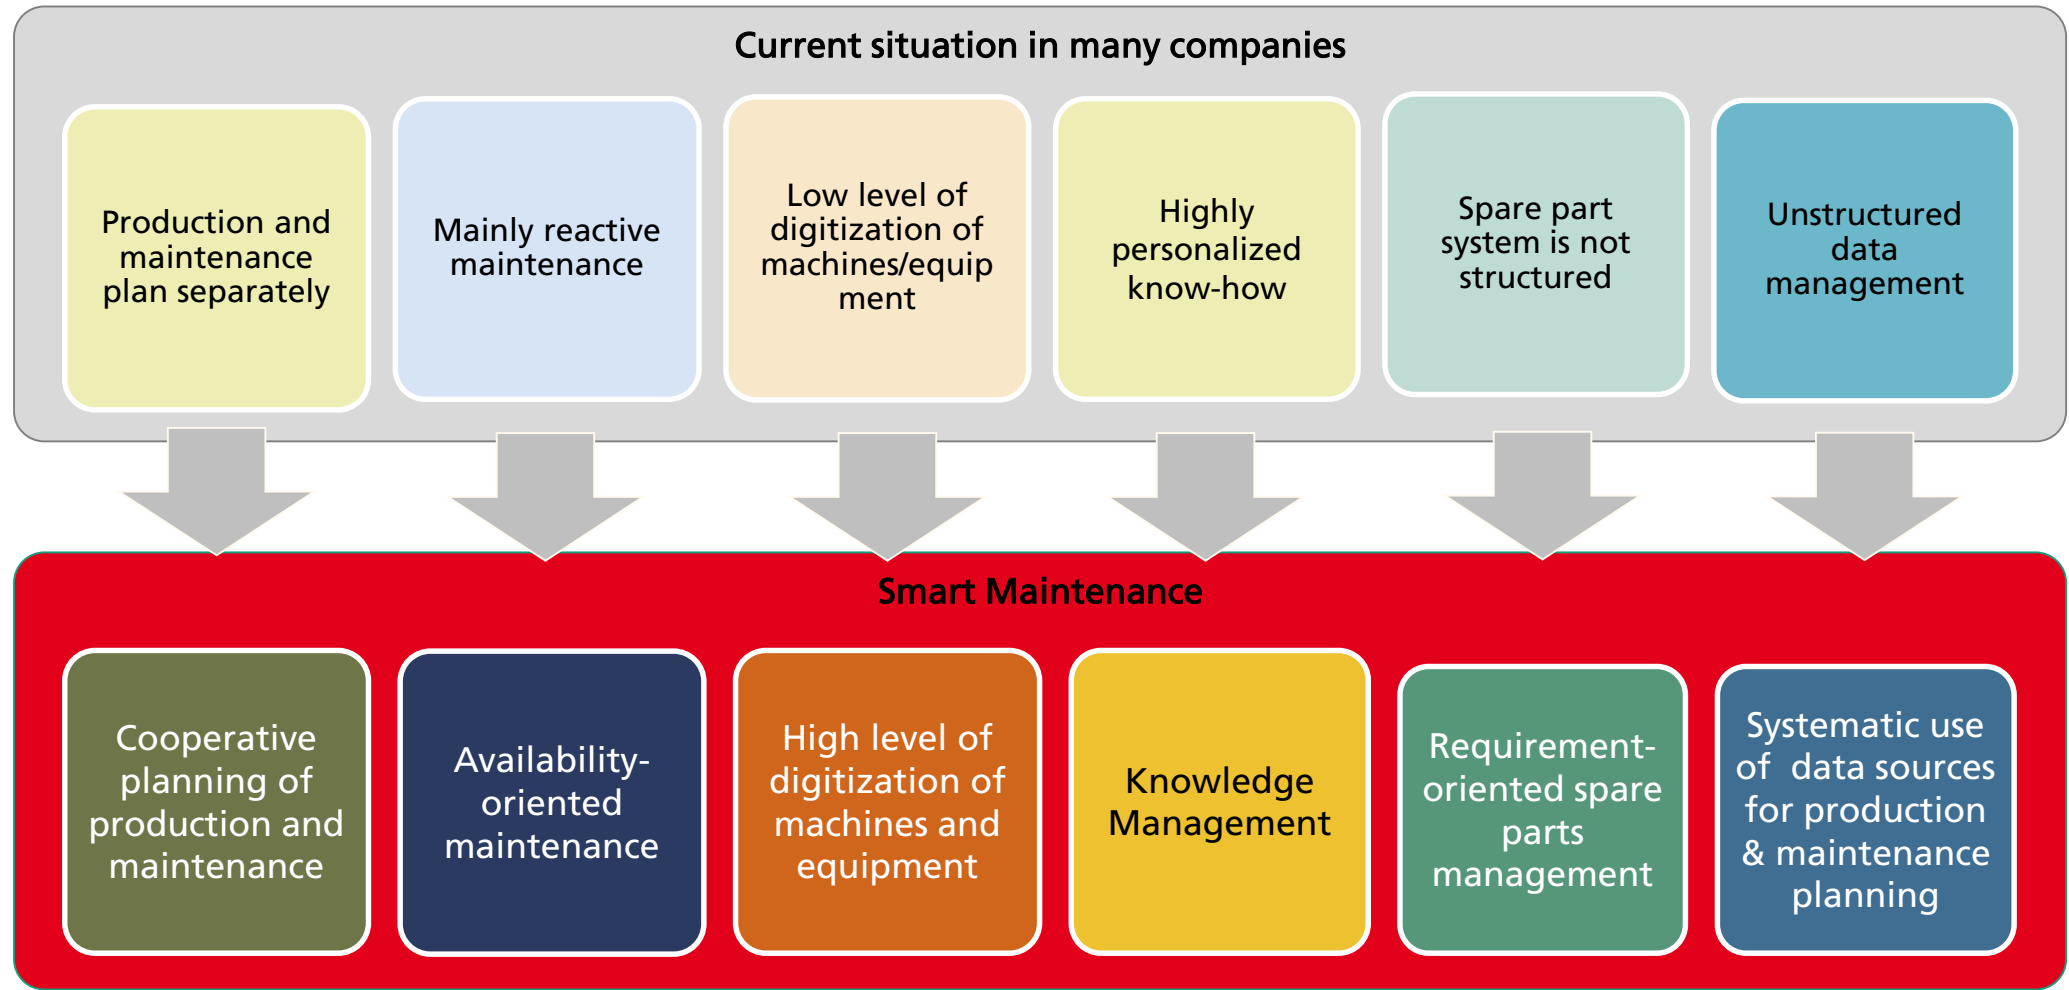 Current situation in many companies
Production and
maintenance
plan separately
Mainly reactive
maintenance
Low level of
digitization of
machines/equip
ment
Highly
personalized
know-how
Spare part
system is not
structured
Unstructured
data
management
Smart Maintenance
Cooperative
planning of
production and
maintenance
Availability-
oriented
maintenance
High level of
digitization of
machines and
equipment
Knowledge
Management
Requirement-
oriented spare
parts
management
Systematic use
of data sources
for production
& maintenance
planning